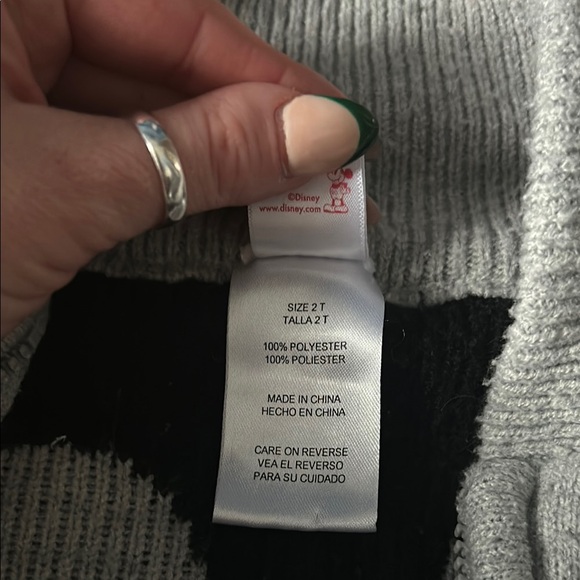 ©Disney
www.disney.com
SIZE 2 T
TALLA 2 T
100% POLYESTER
100% POLIESTER
MADE IN CHINA
HECHO EN CHINA
CARE ON REVERSE
VEA EL REVERSO
PARA SU CUIDADO